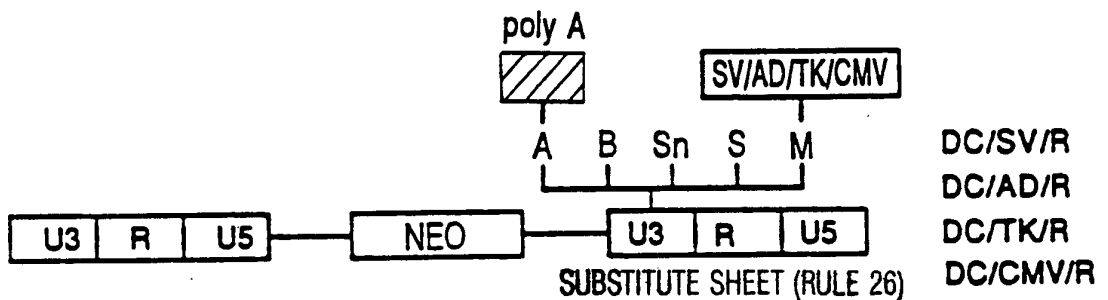 poly A
SV/AD/TK/CMV
A B Sn S M
DC/SV/R
DC/AD/R
U3 R U5 NEO U3 R U5
DC/TK/R
SUBSTITUTE SHEET (RULE 26)
DC/CMV/R